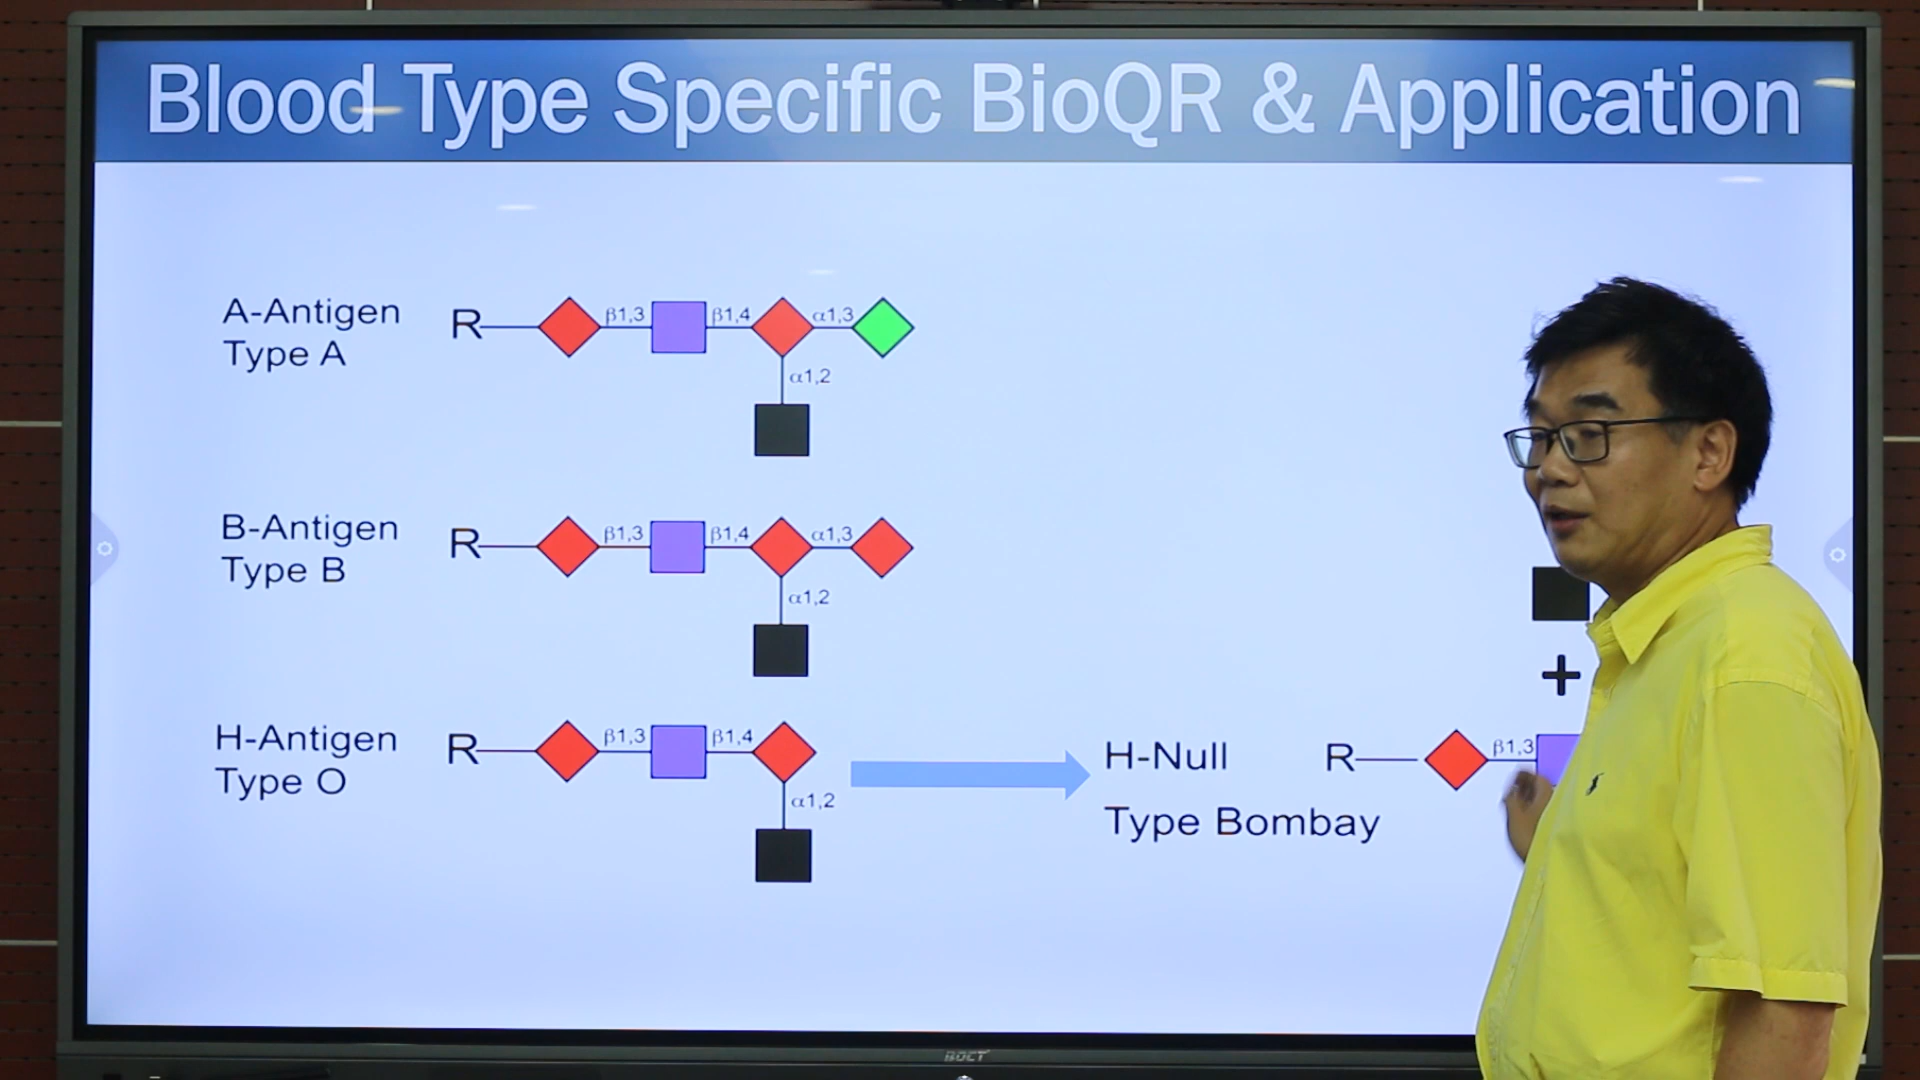 Blood Type Specific BioQR & Application
A-Antigen
Type A
R
β1,3
β1,4
α1,3
α1,2
B-Antigen
Type B
R
β1,3
β1,4
α1,3
α1,2
H-Antigen
Type O
R
β1,3
β1,4
α1,2
H-Null
Type Bombay
R
β1,3
+